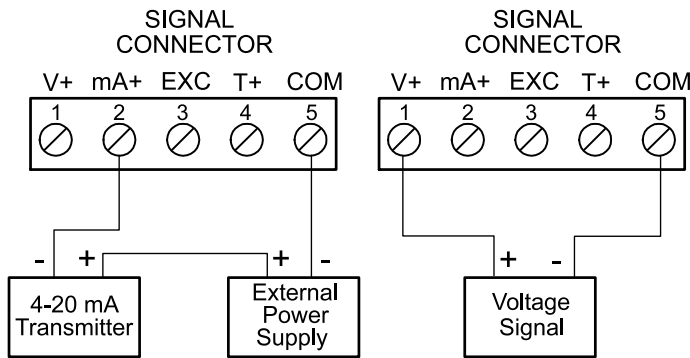 SIGNAL
CONNECTOR
V+ mA+ EXC T+ COM
1 2 3 4 5
- + + -
4-20 mA
Transmitter
External
Power
Supply
SIGNAL
CONNECTOR
V+ mA+ EXC T+ COM
1 2 3 4 5
+ -
Voltage
Signal